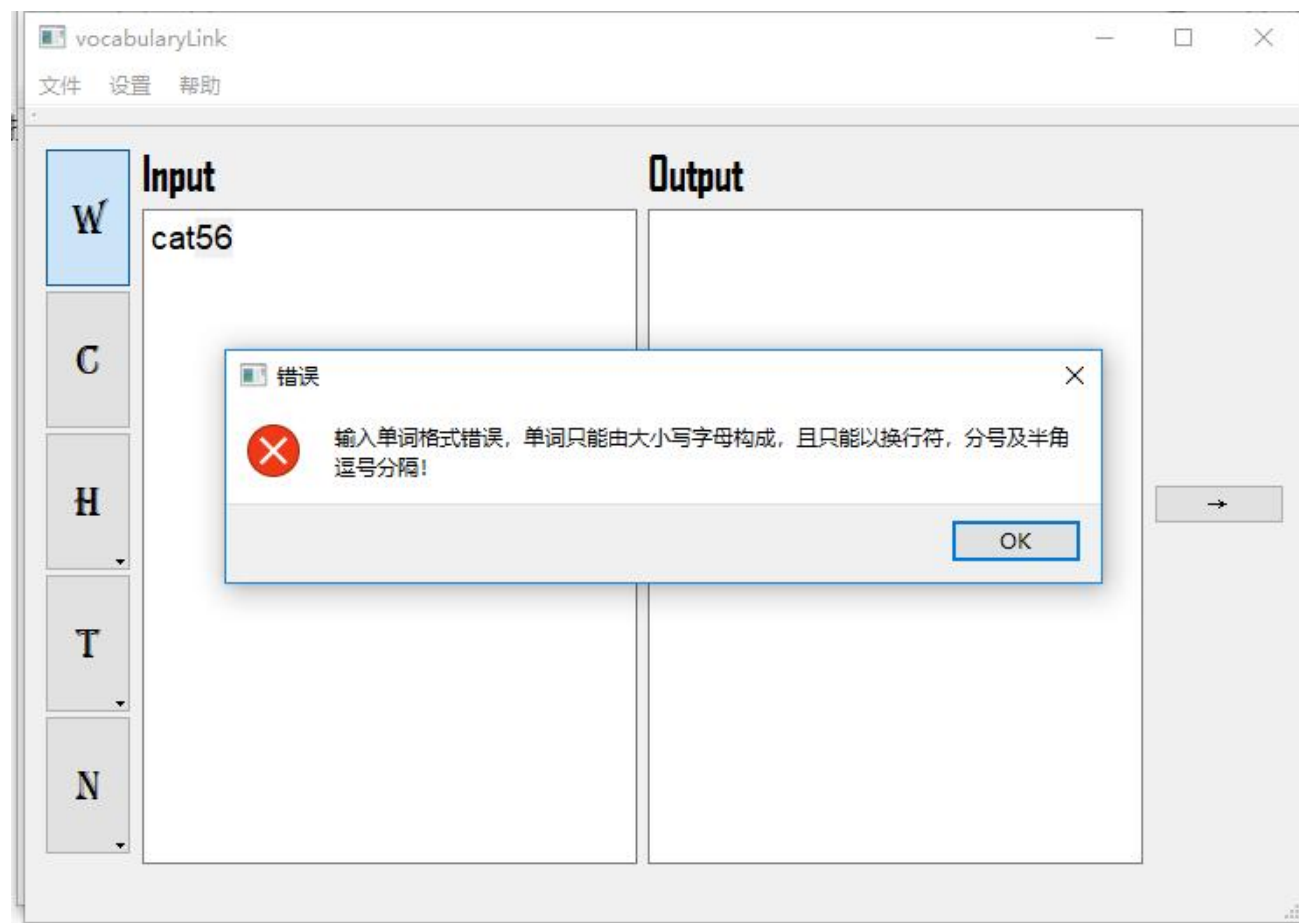 vocabularyLink
文件 设置 帮助
Input
Output
W
cat56
C
错误
输入单词格式错误，单词只能由大小写字母构成，且只能以换行符，分号及半角
逗号分隔！
H
→
OK
T
N